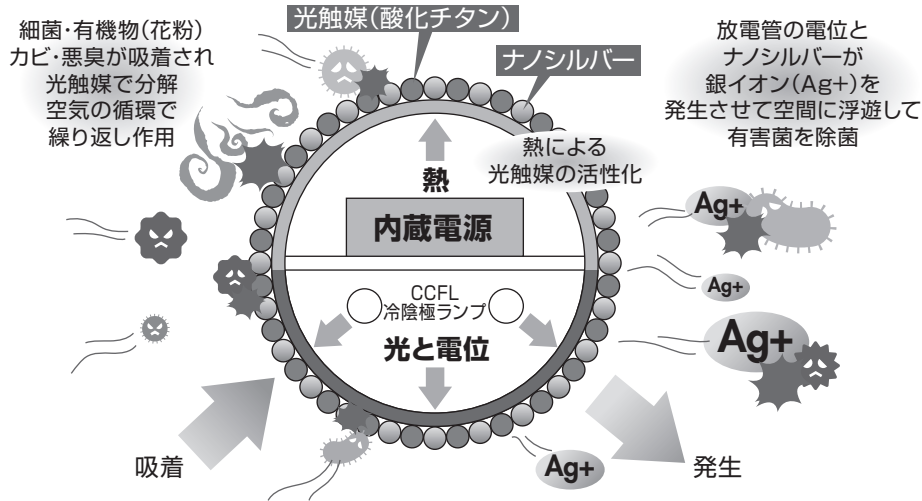 細菌・有機物(花粉)
カビ・悪臭が吸着され
光触媒で分解
空気の循環で
繰り返し作用
光触媒(酸化チタン)
ナノシルバー
放電管の電位と
ナノシルバーが
銀イオン(Ag+)を
発生させて空間に浮遊して
有害菌を除菌
熱による
光触媒の活性化
熱
内蔵電源
CCFL
冷陰極ランプ
光と電位
Ag+
Ag+
Ag+
Ag+
吸着
発生